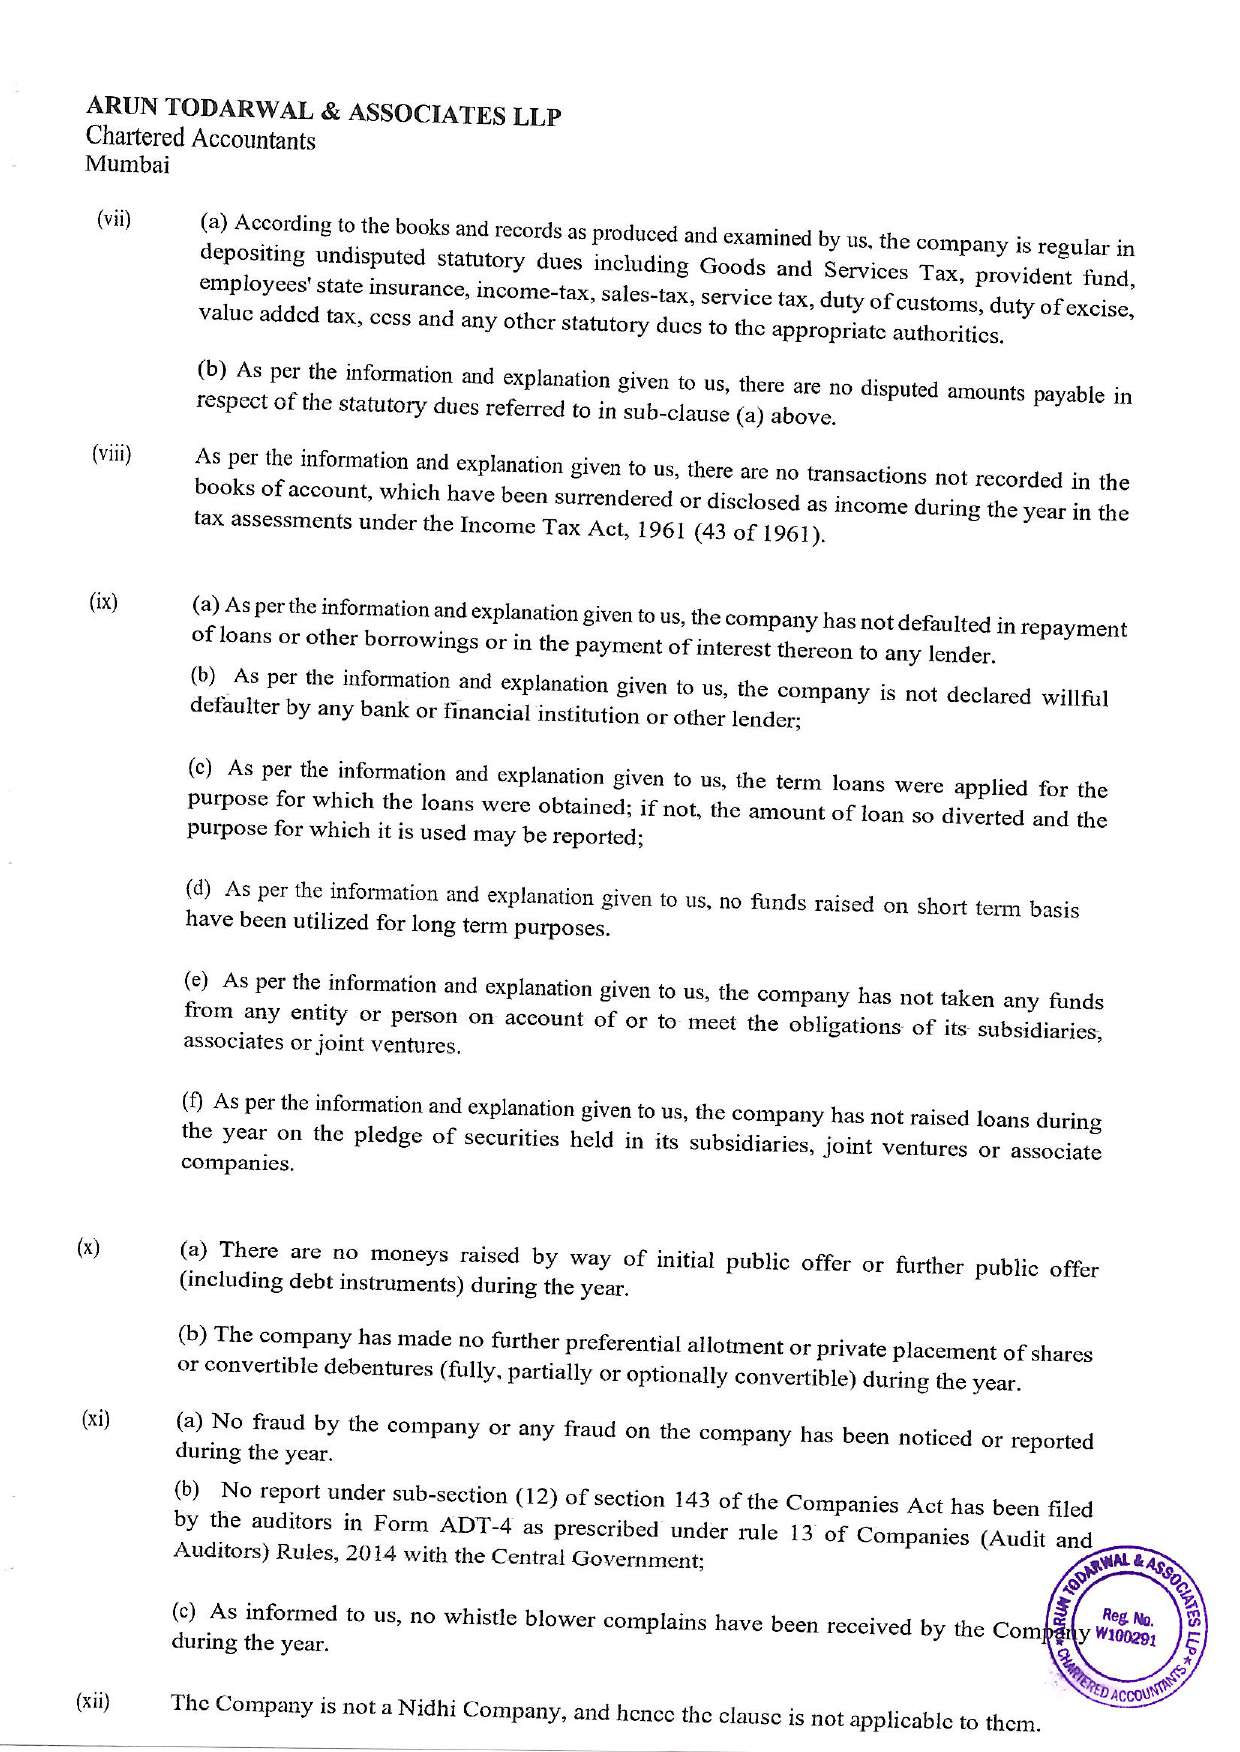 ARUN TODARWAL & ASSOCIATES LLP
Chartered Accountants
Mumbai
(vii) (a) According to the books and records as produced and examined by us, the company is regular in
depositing undisputed statutory dues including Goods and Services Tax, provident fund,
employees' state insurance, income-tax, sales-tax, service tax, duty of customs, duty of excise,
value added tax, cess and any other statutory dues to the appropriate authorities.
(b) As per the information and explanation given to us, there are no disputed amounts payable in
respect of the statutory dues referred to in sub-clause (a) above.
(viii) As per the information and explanation given to us, there are no transactions not recorded in the
books of account, which have been surrendered or disclosed as income during the year in the
tax assessments under the Income Tax Act, 1961 (43 of 1961).
(ix) (a) As per the information and explanation given to us, the company has not defaulted in repayment
of loans or other borrowings or in the payment of interest thereon to any lender.
(b) As per the information and explanation given to us, the company is not declared willful
defaulter by any bank or financial institution or other lender;
(c) As per the information and explanation given to us, the term loans were applied for the
purpose for which the loans were obtained; if not, the amount of loan so diverted and the
purpose for which it is used may be reported;
(d) As per the information and explanation given to us, no funds raised on short term basis
have been utilized for long term purposes.
(e) As per the information and explanation given to us, the company has not taken any funds
from any entity or person on account of or to meet the obligations of its subsidiaries,
associates or joint ventures.
(f) As per the information and explanation given to us, the company has not raised loans during
the year on the pledge of securities held in its subsidiaries, joint ventures or associate
companies.
(x) (a) There are no moneys raised by way of initial public offer or further public offer
(including debt instruments) during the year.
(b) The company has made no further preferential allotment or private placement of shares
or convertible debentures (fully, partially or optionally convertible) during the year.
(xi) (a) No fraud by the company or any fraud on the company has been noticed or reported
during the year.
(b) No report under sub-section (12) of section 143 of the Companies Act has been filed
by the auditors in Form ADT-4 as prescribed under rule 13 of Companies (Audit and
Auditors) Rules, 2014 with the Central Government;
(c) As informed to us, no whistle blower complains have been received by the Company
during the year.
(xii) The Company is not a Nidhi Company, and hence the clause is not applicable to them.
ARUN TODARWAL & ASSOCIATES LLP
★ CHARTERED ACCOUNTANTS ★
Reg. No.
W100291